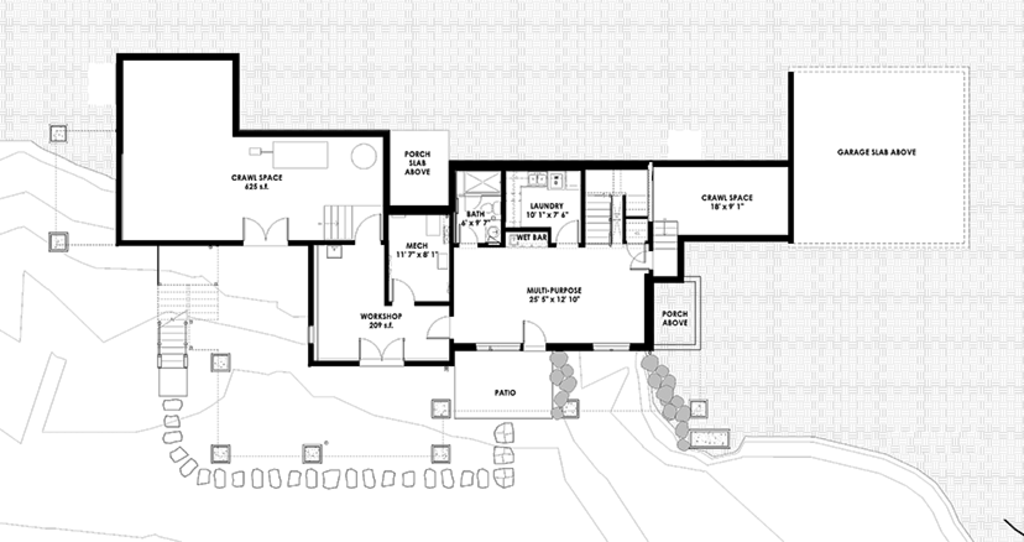 PORCH
SLAB
ABOVE
GARAGE SLAB ABOVE
CRAWL SPACE
625 s.f.
CRAWL SPACE
18' x 9' 1"
LAUNDRY
10' 1" x 7' 6"
BATH
6' x 9' 7"
WET BAR
MECH
11' 7" x 8' 1"
MULTI-PURPOSE
25' 5" x 12' 10"
WORKSHOP
209 s.f.
PORCH
ABOVE
PATIO